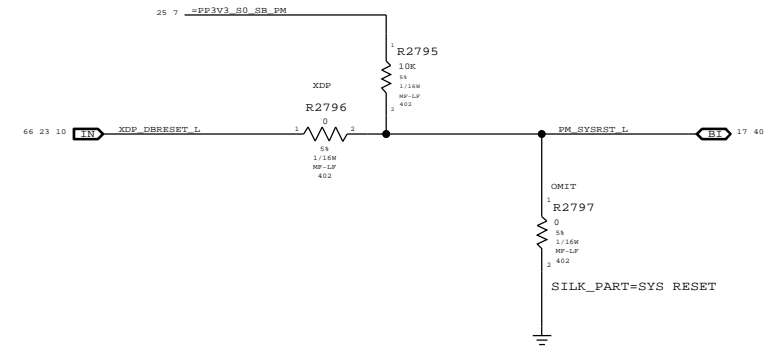 25 7 =PP3V3_S0_SB_PM
1
R2795
10K
5%
1/16W
MF-LF
402
2
XDP
R2796
0
1 2
5%
1/16W
MF-LF
402
66 23 10 IN XDP_DBRESET_L
PM_SYSRST_L BI 17 40
OMIT
1
R2797
0
5%
1/16W
MF-LF
402
2
SILK_PART=SYS RESET